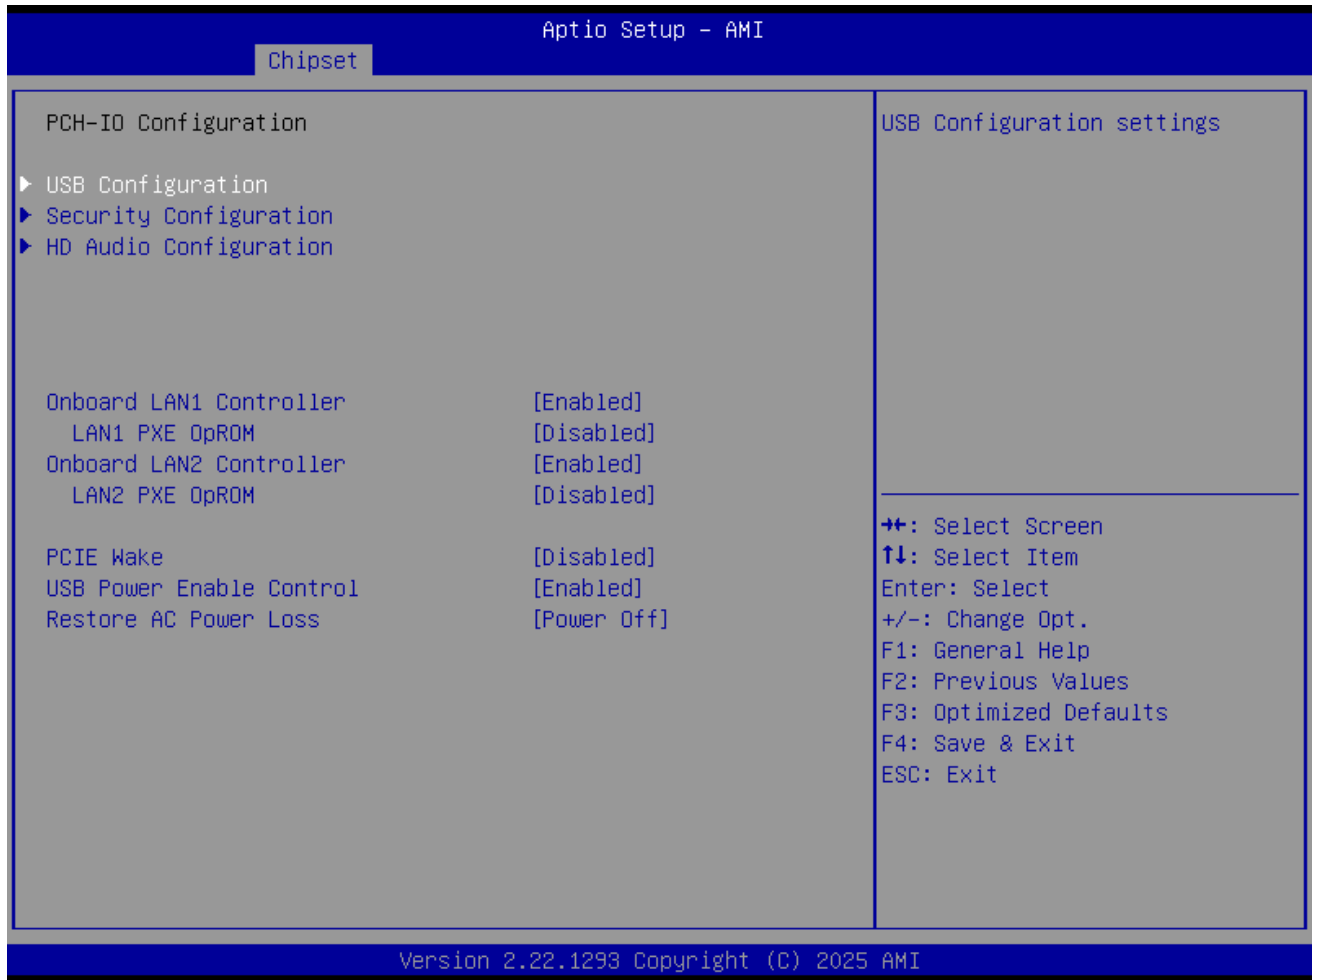 Aptio Setup – AMI
Chipset
PCH-IO Configuration
USB Configuration
Security Configuration
HD Audio Configuration
Onboard LAN1 Controller [Enabled]
LAN1 PXE OpROM [Disabled]
Onboard LAN2 Controller [Enabled]
LAN2 PXE OpROM [Disabled]
PCIE Wake [Disabled]
USB Power Enable Control [Enabled]
Restore AC Power Loss [Power Off]
USB Configuration settings
→←: Select Screen
↑↓: Select Item
Enter: Select
+/-: Change Opt.
F1: General Help
F2: Previous Values
F3: Optimized Defaults
F4: Save & Exit
ESC: Exit
Version 2.22.1293 Copyright (C) 2025 AMI